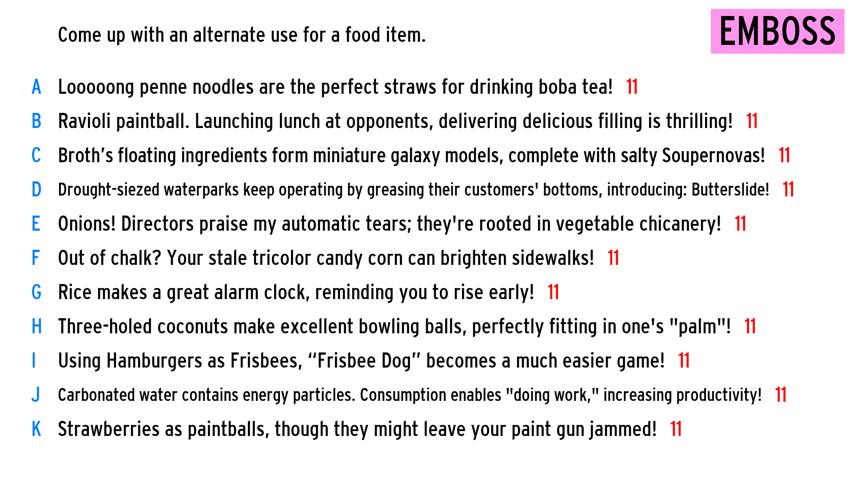 Come up with an alternate use for a food item.
EMBOSS
A Looooong penne noodles are the perfect straws for drinking boba tea! 11
B Ravioli paintball. Launching lunch at opponents, delivering delicious filling is thrilling! 11
C Broth's floating ingredients form miniature galaxy models, complete with salty Soupernovas! 11
D Drought-siezed waterparks keep operating by greasing their customers' bottoms, introducing: Butterslide! 11
E Onions! Directors praise my automatic tears; they're rooted in vegetable chicanery! 11
F Out of chalk? Your stale tricolor candy corn can brighten sidewalks! 11
G Rice makes a great alarm clock, reminding you to rise early! 11
H Three-holed coconuts make excellent bowling balls, perfectly fitting in one's "palm"! 11
I Using Hamburgers as Frisbees, “Frisbee Dog” becomes a much easier game! 11
J Carbonated water contains energy particles. Consumption enables "doing work," increasing productivity! 11
K Strawberries as paintballs, though they might leave your paint gun jammed! 11